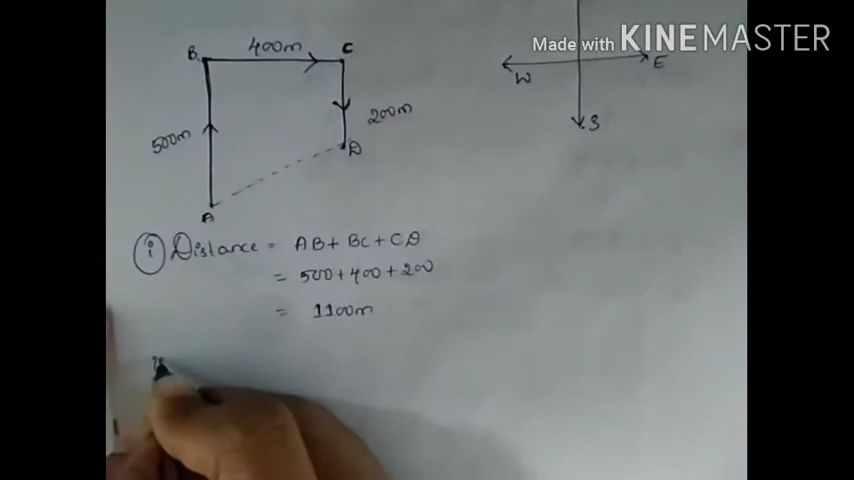 Made with KINEMASTER
B 400m C
W E
500m 200m
S
D
A
i Distance = AB + BC + CD
= 500 + 400 + 200
= 1100m